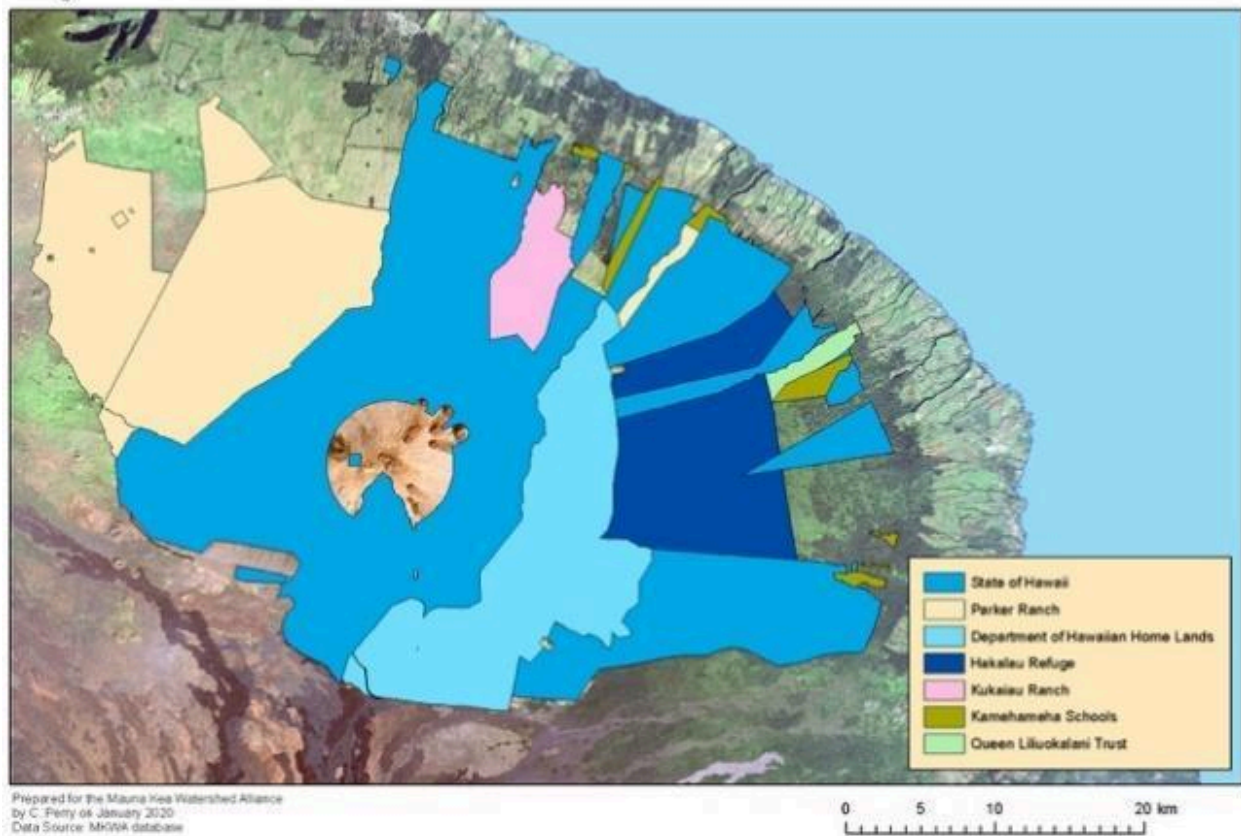 State of Hawaii
Parker Ranch
Department of Hawaiian Home Lands
Hakalau Refuge
Kukaiau Ranch
Kamehameha Schools
Queen Liliuokalani Trust
Prepared for the Mauna Kea Watershed Alliance
by C. Perry on January 2020
Data Source: MKWA database
0 5 10 20 km